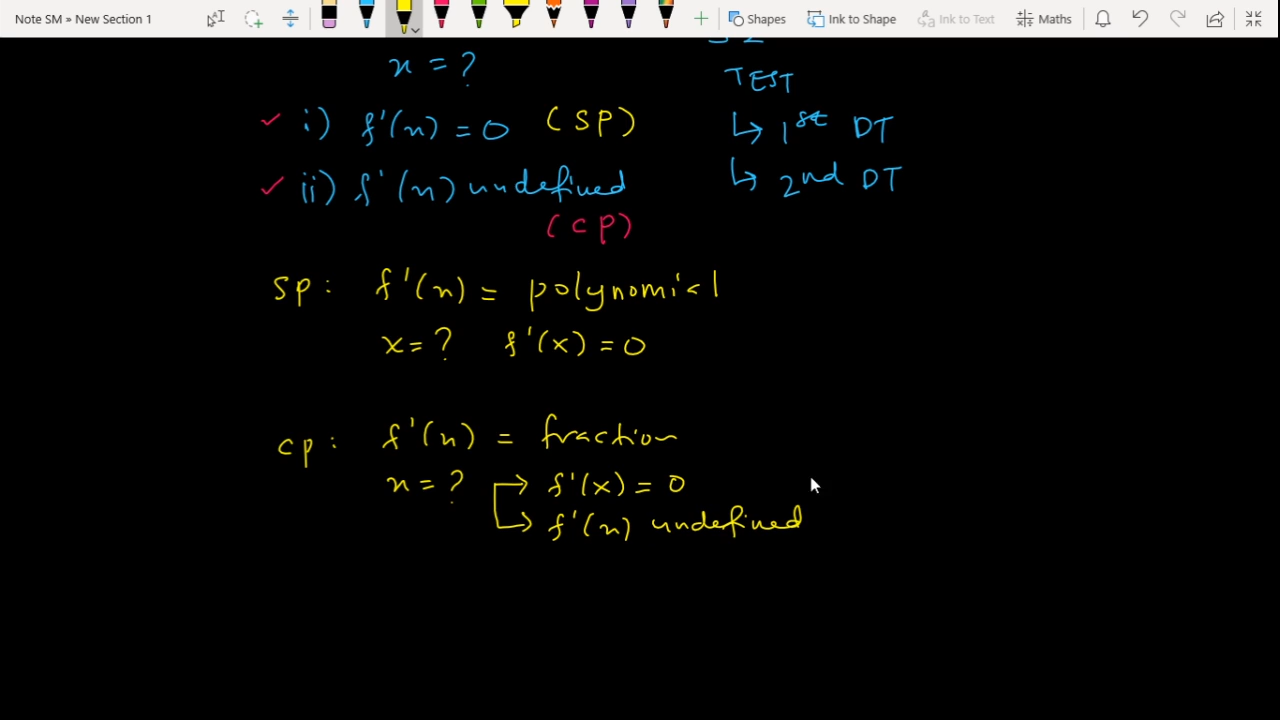 Note SM » New Section 1
Shapes
Ink to Shape
Ink to Text
Maths
x = ?
i) f'(x) = 0 (SP)
ii) f'(x) undefined
(CP)
TEST
↳ 1st DT
↳ 2nd DT
SP : f'(x) = polynomial
x = ? f'(x) = 0
CP : f'(x) = fraction
x = ? → f'(x) = 0
→ f'(x) undefined